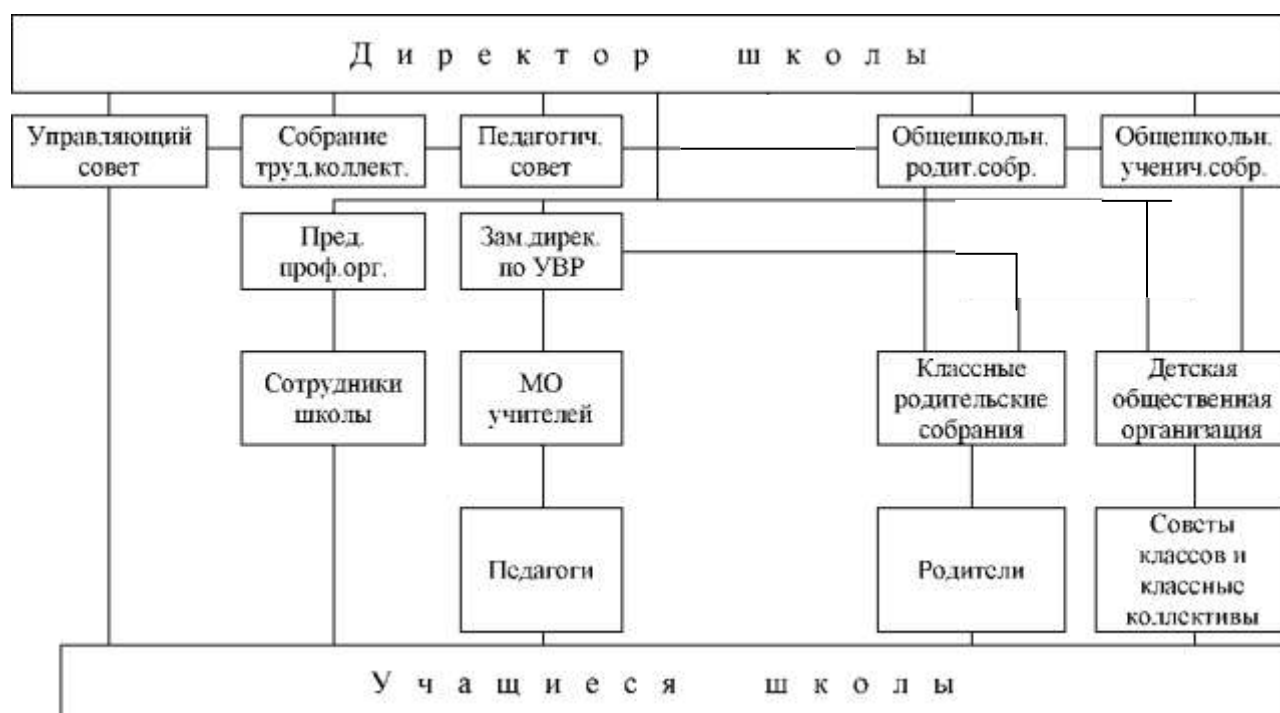 Директор школы
Управляющий
совет
Собрание
труд.коллект.
Педагогич.
совет
Общешкольн.
родит.собр.
Общешкольн.
ученич.собр.
Пред.
проф.орг.
Зам.дирек.
по УВР
Сотрудники
школы
МО
учителей
Классные
родительские
собрания
Детская
общественная
организация
Педагоги
Родители
Советы
классов и
классные
коллективы
Учащиеся школы